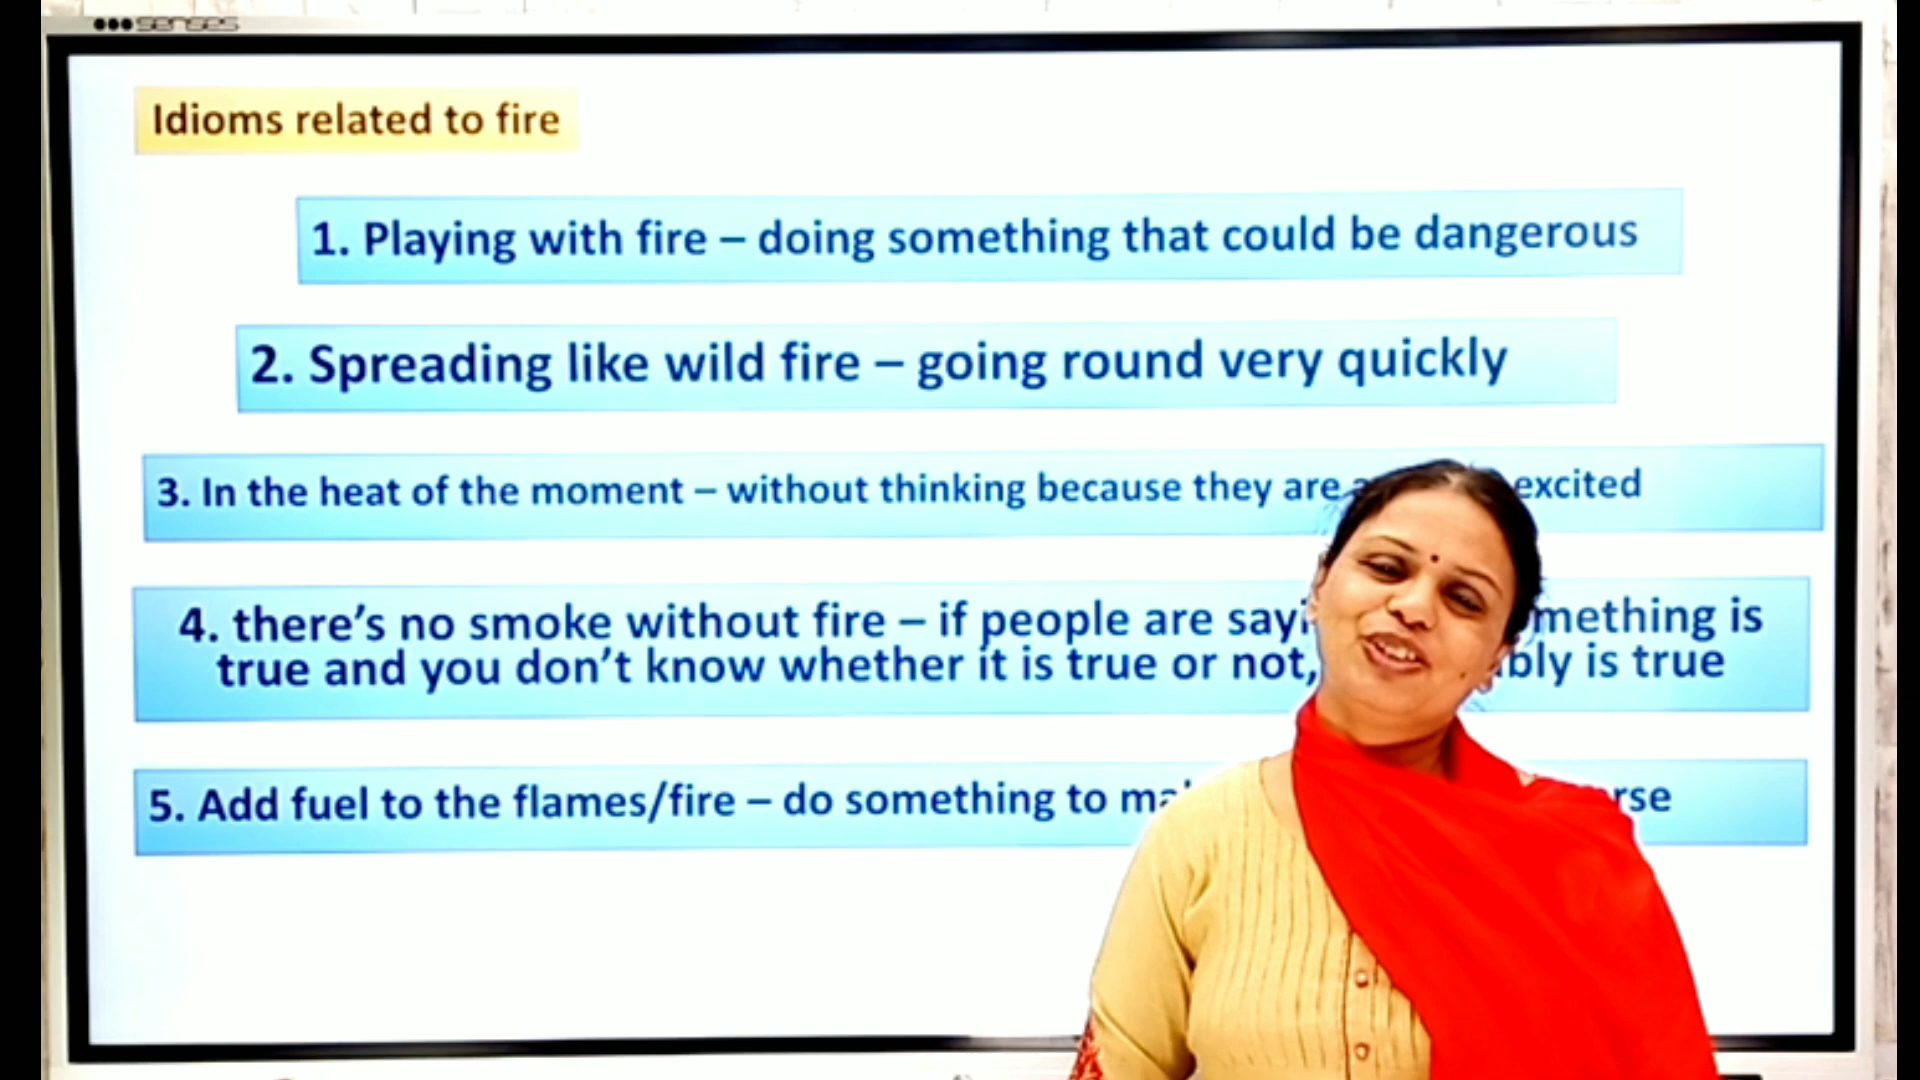 senses
Idioms related to fire
1. Playing with fire – doing something that could be dangerous
2. Spreading like wild fire – going round very quickly
3. In the heat of the moment – without thinking because they are excited
4. there's no smoke without fire – if people are is
true and you don't know whether it is true or not, is true
5. Add fuel to the flames/fire – do something to